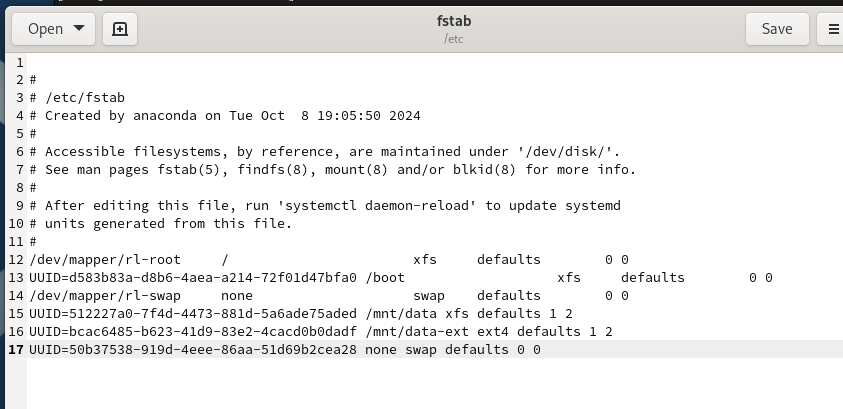 Open
fstab
/etc
Save
1
2 #
3 # /etc/fstab
4 # Created by anaconda on Tue Oct  8 19:05:50 2024
5 #
6 # Accessible filesystems, by reference, are maintained under '/dev/disk/'.
7 # See man pages fstab(5), findfs(8), mount(8) and/or blkid(8) for more info.
8 #
9 # After editing this file, run 'systemctl daemon-reload' to update systemd
10 # units generated from this file.
11 #
12 /dev/mapper/rl-root     /                       xfs     defaults        0 0
13 UUID=d583b83a-d8b6-4aea-a214-72f01d47bfa0 /boot                   xfs     defaults        0 0
14 /dev/mapper/rl-swap     none                    swap    defaults        0 0
15 UUID=512227a0-7f4d-4473-881d-5a6ade75aded /mnt/data xfs defaults 1 2
16 UUID=bcac6485-b623-41d9-83e2-4cacd0b0dadf /mnt/data-ext ext4 defaults 1 2
17 UUID=50b37538-919d-4eee-86aa-51d69b2cea28 none swap defaults 0 0